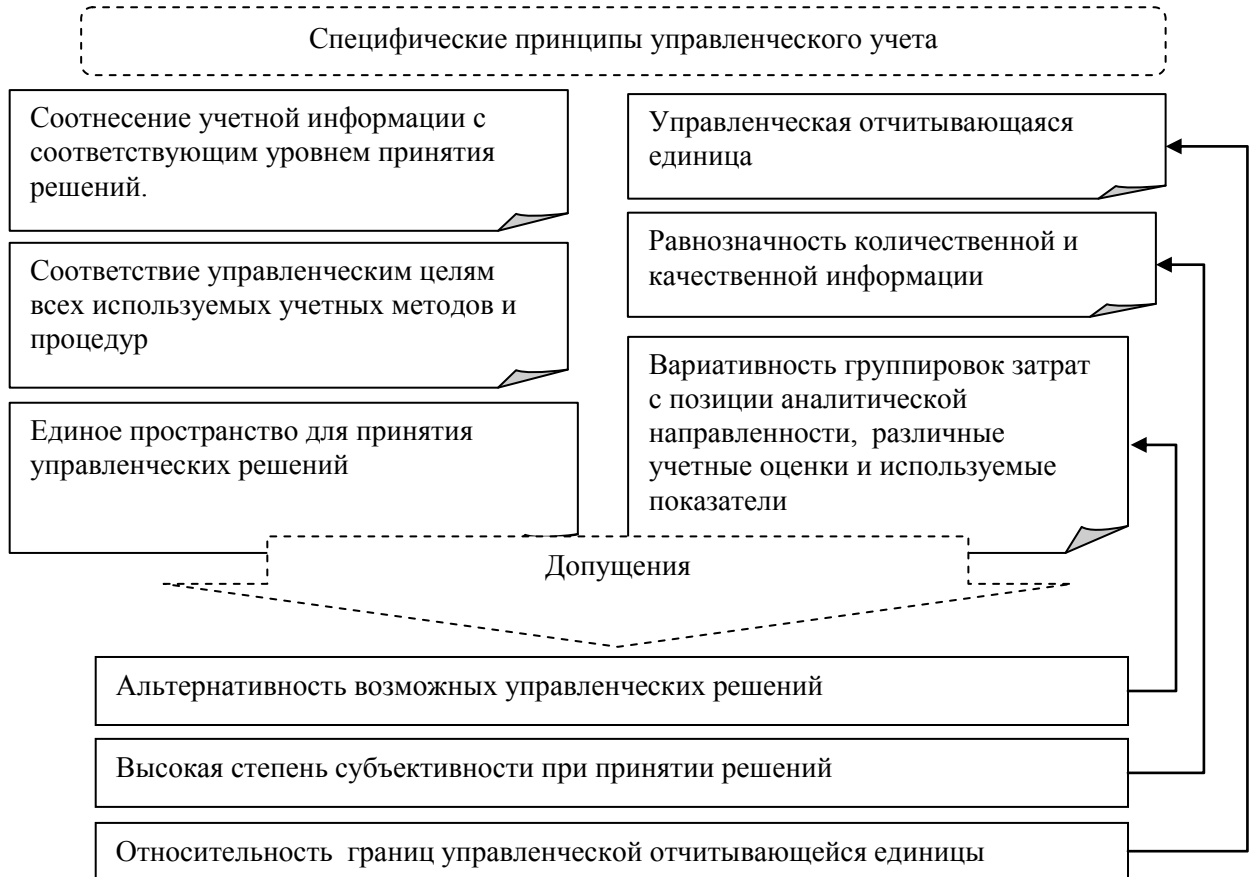 Специфические принципы управленческого учета
Соотнесение учетной информации с
соответствующим уровнем принятия
решений.
Соответствие управленческим целям
всех используемых учетных методов и
процедур
Единое пространство для принятия
управленческих решений
Управленческая отчитывающаяся
единица
Равнозначность количественной и
качественной информации
Вариативность группировок затрат
с позиции аналитической
направленности,  различные
учетные оценки и используемые
показатели
Допущения
Альтернативность возможных управленческих решений
Высокая степень субъективности при принятии решений
Относительность  границ управленческой отчитывающейся единицы